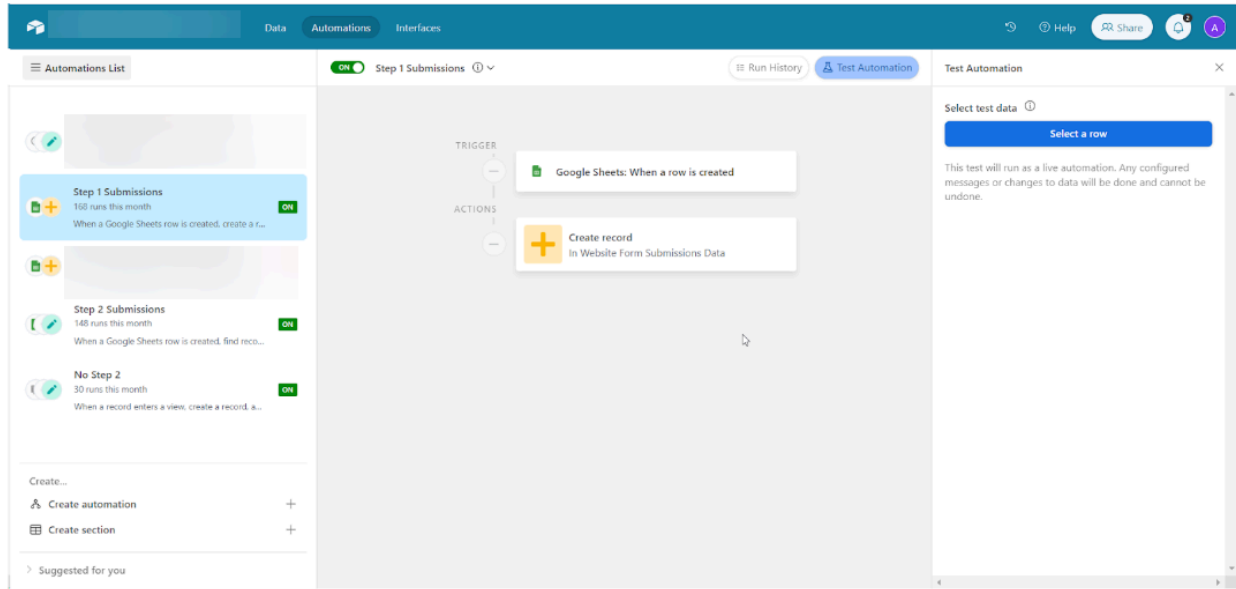 Data
Automations
Interfaces
Help
Share
2
A
Automations List
ON
Step 1 Submissions
Run History
Test Automation
Test Automation
Select test data
Select a row
This test will run as a live automation. Any configured
messages or changes to data will be done and cannot be
undone.
TRIGGER
Google Sheets: When a row is created
ACTIONS
Create record
In Website Form Submissions Data
Step 1 Submissions
168 runs this month
ON
When a Google Sheets row is created, create a r...
Step 2 Submissions
148 runs this month
ON
When a Google Sheets row is created, find reco...
No Step 2
30 runs this month
ON
When a record enters a view, create a record, a...
Create...
Create automation
Create section
Suggested for you